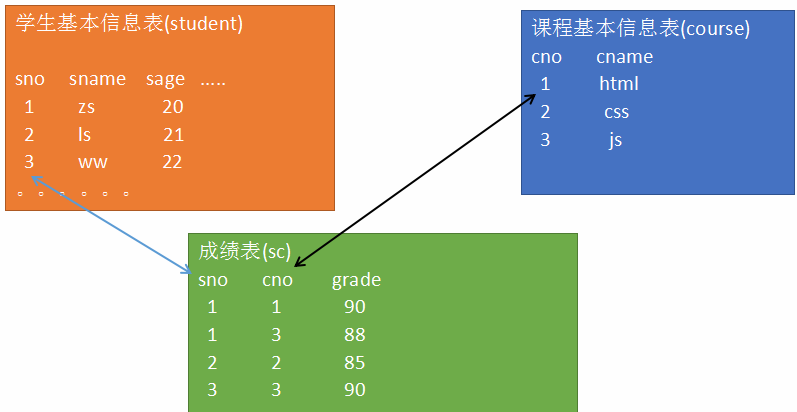 学生基本信息表(student)
sno sname sage .....
1 zs 20
2 ls 21
3 ww 22
。。。。。。
课程基本信息表(course)
cno cname
1 html
2 css
3 js
成绩表(sc)
sno cno grade
1 1 90
1 3 88
2 2 85
3 3 90